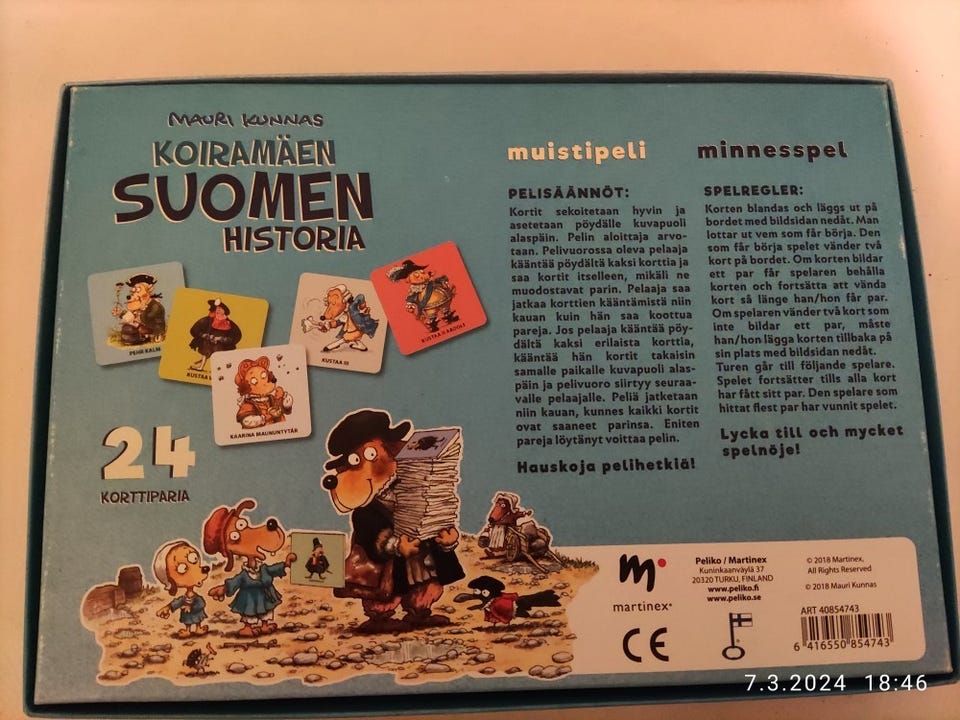 MAURI KUNNAS
KOIRAMÄEN
SUOMEN
HISTORIA
PEHR KALM
KUSTAA
KAARINA MAUNUNTYTÄR
KUSTAA III
KUSTAA II AADOLF
24
KORTTIPARIA
muistipeli
PELISÄÄNNÖT:
Kortit sekoitetaan hyvin ja
asetetaan pöydälle kuvapuoli
alaspäin. Pelin aloittaja arvo-
taan. Pelivuorossa oleva pelaaja
kääntää pöydältä kaksi korttia ja
saa kortit itselleen, mikäli ne
muodostavat parin. Pelaaja saa
jatkaa korttien kääntämistä niin
kauan kuin hän saa koottua
pareja. Jos pelaaja kääntää pöy-
dältä kaksi erilaista korttia,
kääntää hän kortit takaisin
samalle paikalle kuvapuoli alas-
päin ja pelivuoro siirtyy seuraa-
valle pelaajalle. Peliä jatketaan
niin kauan, kunnes kaikki kortit
ovat saaneet parinsa. Eniten
pareja löytänyt voittaa pelin.
Hauskoja pelihetkiä!
minnesspel
SPELREGLER:
Korten blandas och läggs ut på
bordet med bildsidan nedåt. Man
lottar ut vem som får börja. Den
som får börja spelet vänder två
kort på bordet. Om korten bildar
ett par får spelaren behålla
korten och fortsätta att vända
kort så länge han/hon får par.
Om spelaren vänder två kort som
inte bildar ett par, måste
han/hon lägga korten tillbaka på
sin plats med bildsidan nedåt.
Turen går till följande spelare.
Spelet fortsätter tills alla kort
har fått sitt par. Den spelare som
hittat flest par har vunnit spelet.
Lycka till och mycket
spelnöje!
martinex
CE
Peliko / Martinex
Kuninkaanväylä 37
20320 TURKU, FINLAND
www.peliko.fi
www.peliko.se
© 2018 Martinex,
All Rights Reserved
© 2018 Mauri Kunnas
ART 40854743
6 416550 854743
7.3.2024 18:46